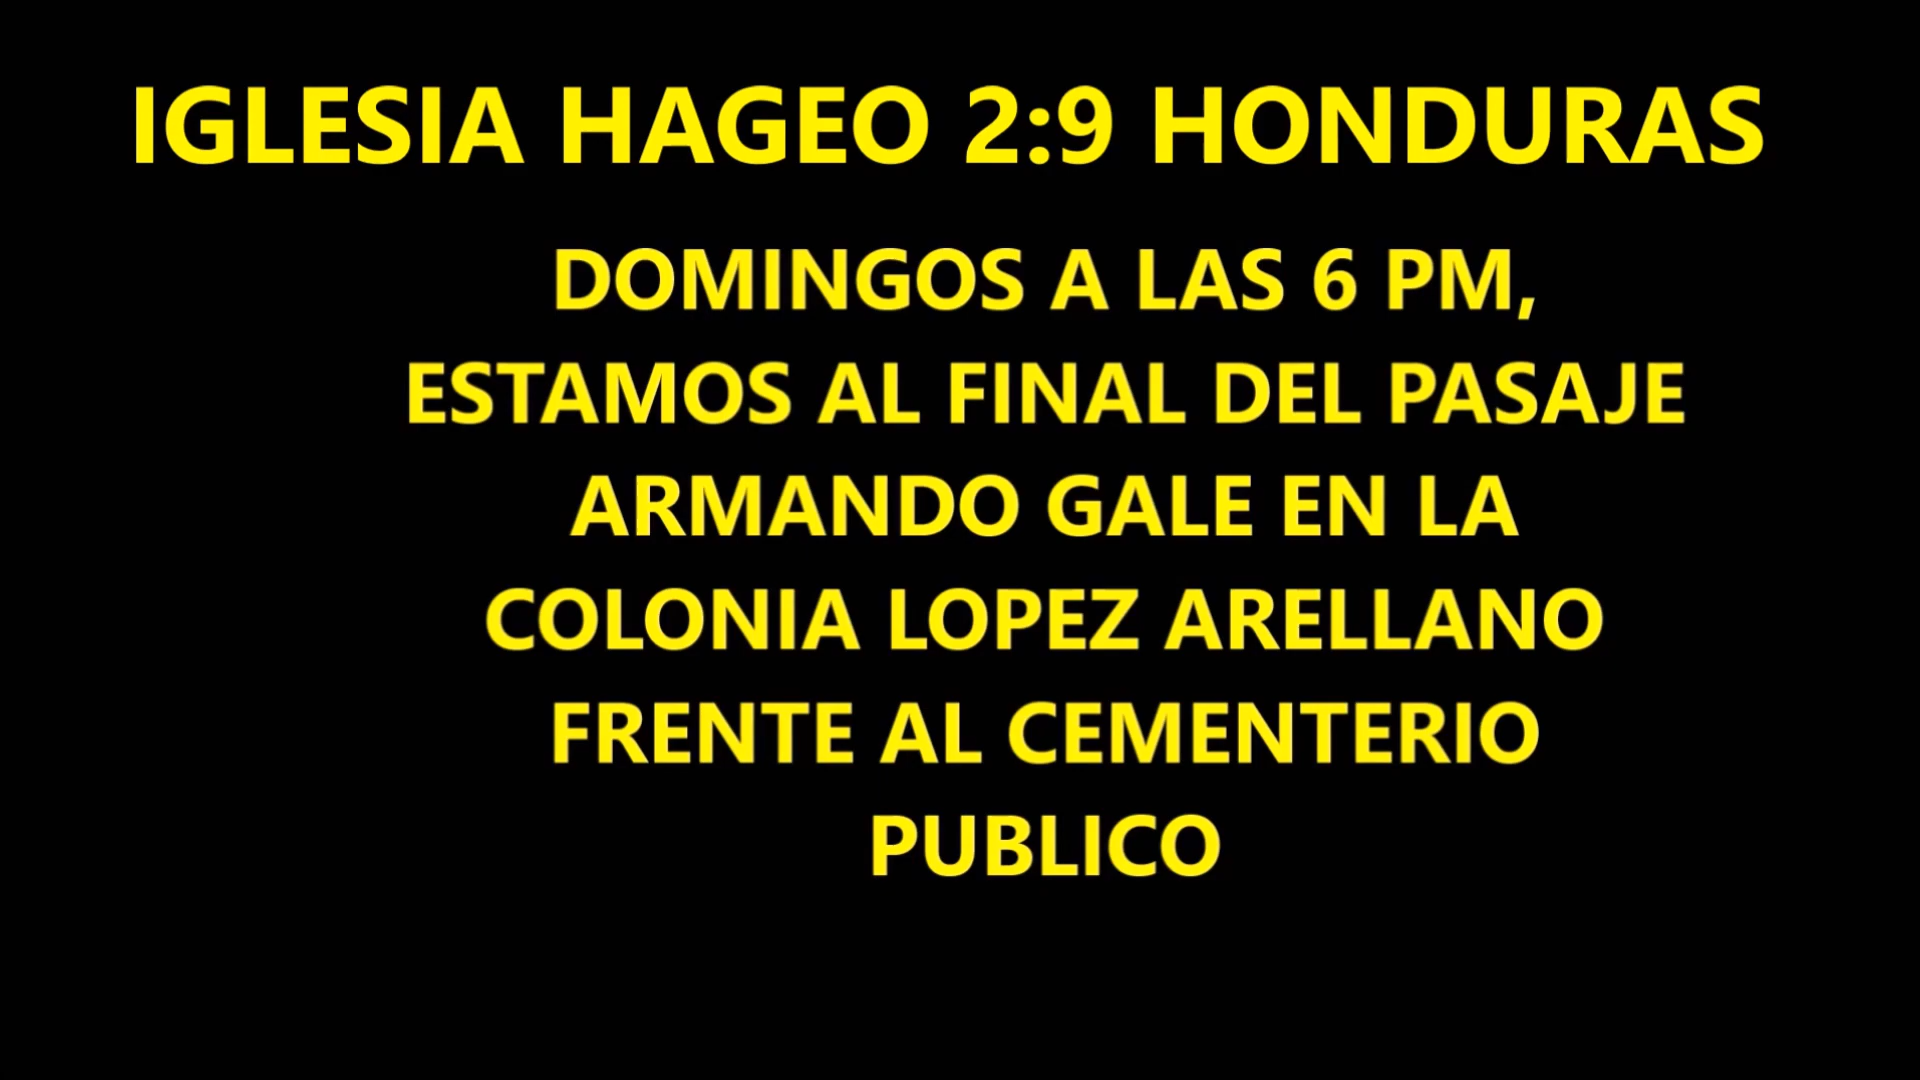 IGLESIA HAGEO 2:9 HONDURAS
DOMINGOS A LAS 6 PM,
ESTAMOS AL FINAL DEL PASAJE
ARMANDO GALE EN LA
COLONIA LOPEZ ARELLANO
FRENTE AL CEMENTERIO
PUBLICO